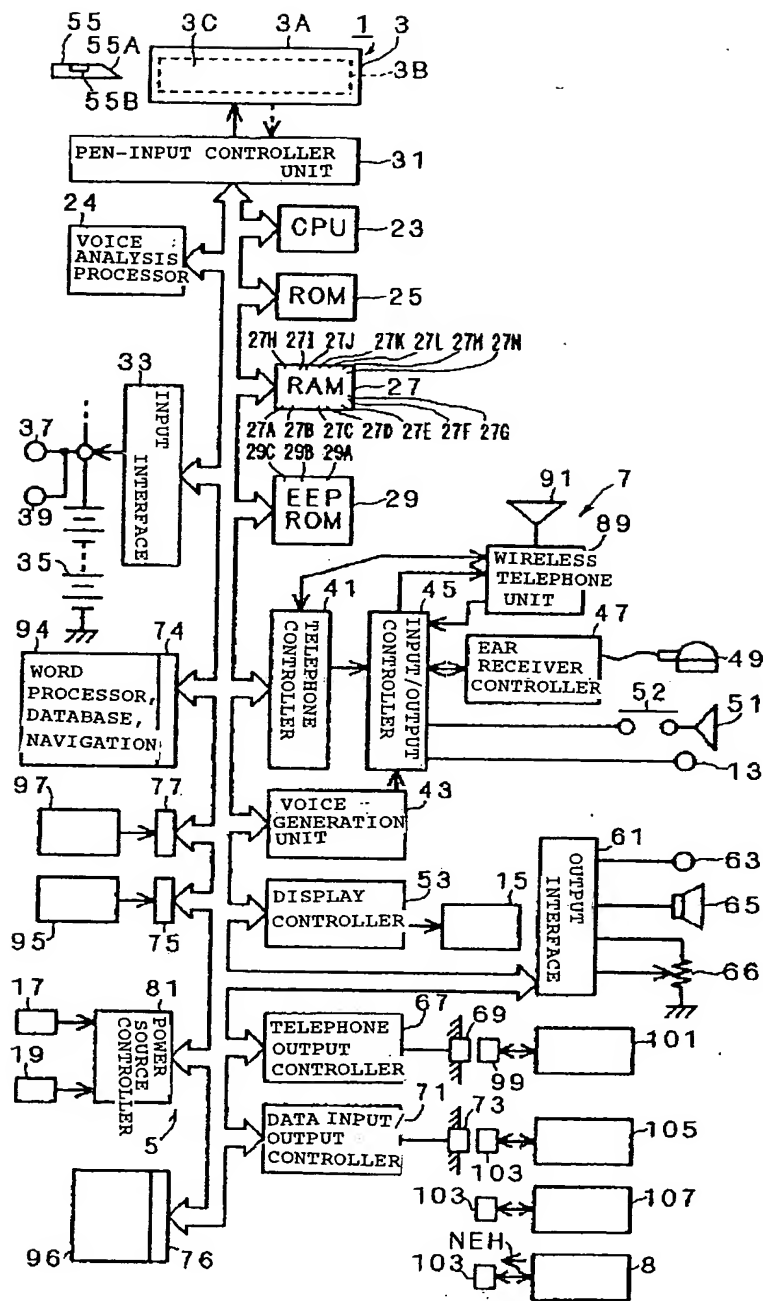 55
55A
55B
3C
3A
1
3
3B
PEN-INPUT CONTROLLER
UNIT
31
24
VOICE
ANALYSIS
PROCESSOR
CPU
23
ROM
25
27H 27I 27J 27K 27L 27M 27N
RAM
27
27A 27B 27C 27D 27E 27F 27G
29C 29B 29A
EEP
ROM
29
33
INPUT
INTERFACE
37
39
35
91
7
89
WIRELESS
TELEPHONE
UNIT
41
TELEPHONE
CONTROLLER
45
INPUT/OUTPUT
CONTROLLER
47
EAR
RECEIVER
CONTROLLER
49
52
51
13
94
74
WORD
PROCESSOR,
DATABASE,
NAVIGATION
97
77
VOICE
GENERATION
UNIT
43
95
75
DISPLAY
CONTROLLER
53
15
61
OUTPUT
INTERFACE
63
65
66
17
19
81
POWER
SOURCE
CONTROLLER
5
67
TELEPHONE
OUTPUT
CONTROLLER
69
99
101
71
DATA INPUT
OUTPUT
CONTROLLER
73
103
105
103
107
NEH
103
8
96
76